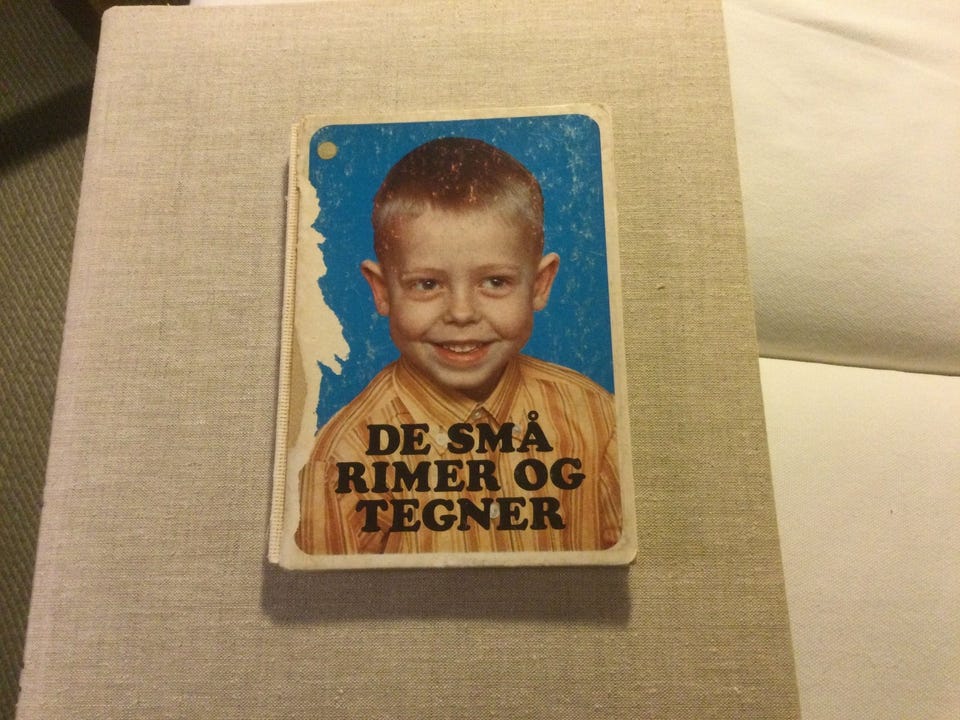 DE SMÅ
RIMER OG
TEGNER